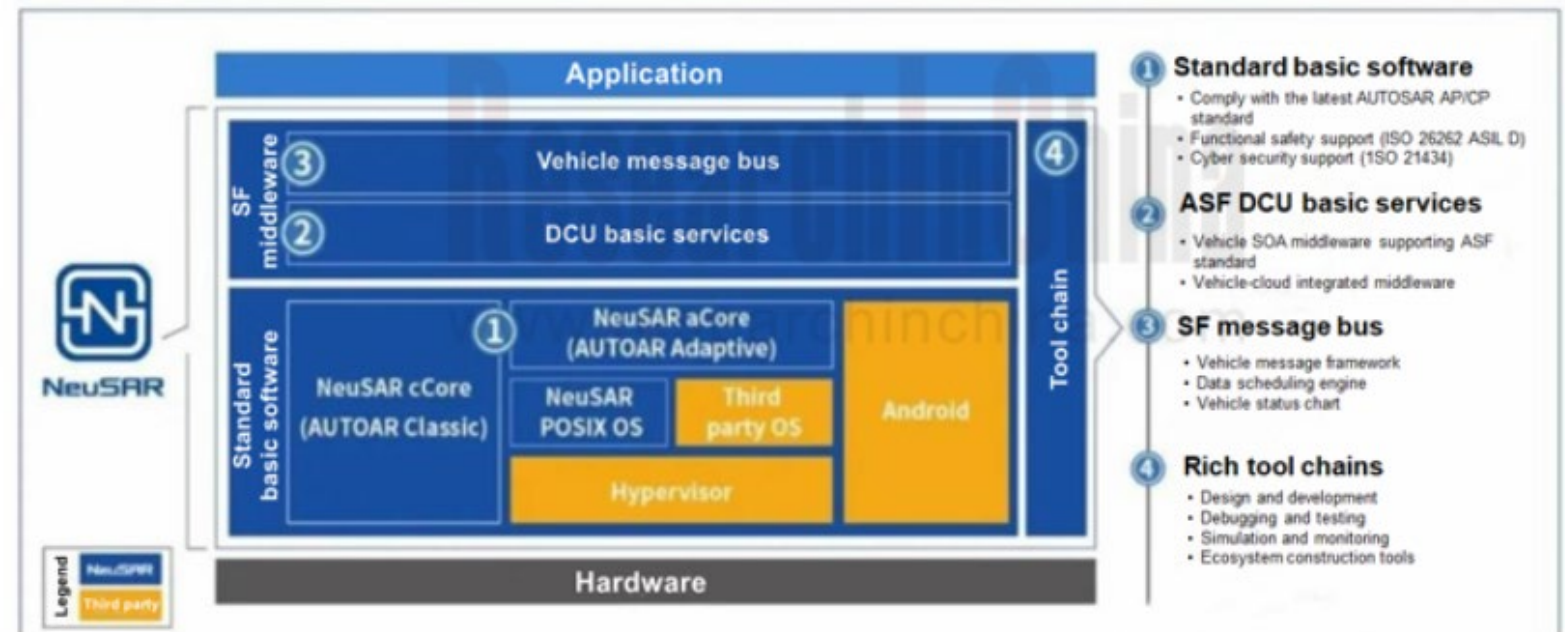 Application
SF
middleware
3
Vehicle message bus
2
DCU basic services
4
Tool chain
Standard
basic software
NeuSAR cCore
(AUTOAR Classic)
1
NeuSAR aCore
(AUTOAR Adaptive)
NeuSAR
POSIX OS
Third
party OS
Hypervisor
Android
Hardware
NeuSAR
Legend
NeuSAR
Third party
1 Standard basic software
• Comply with the latest AUTOSAR AP/CP
standard
• Functional safety support (ISO 26262 ASIL D)
• Cyber security support (1SO 21434)
2 ASF DCU basic services
• Vehicle SOA middleware supporting ASF
standard
• Vehicle-cloud integrated middleware
3 SF message bus
• Vehicle message framework
• Data scheduling engine
• Vehicle status chart
4 Rich tool chains
• Design and development
• Debugging and testing
• Simulation and monitoring
• Ecosystem construction tools
ResearchInChina